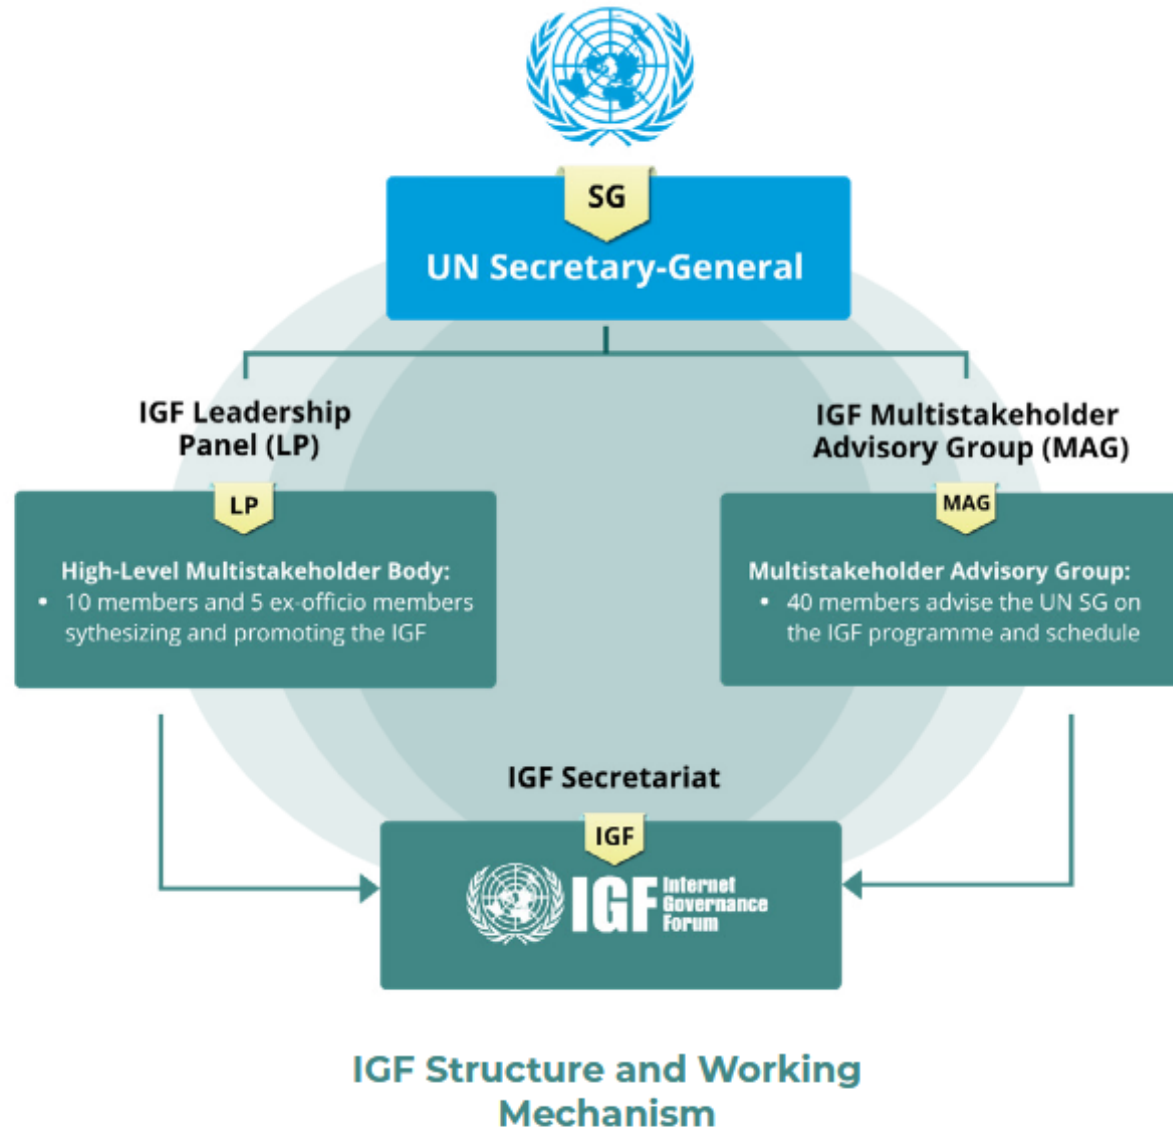 SG
UN Secretary-General
IGF Leadership
Panel (LP)
LP
High-Level Multistakeholder Body:
• 10 members and 5 ex-officio members
sythesizing and promoting the IGF
IGF Multistakeholder
Advisory Group (MAG)
MAG
Multistakeholder Advisory Group:
• 40 members advise the UN SG on
the IGF programme and schedule
IGF Secretariat
IGF
IGF Internet
Governance
Forum
IGF Structure and Working
Mechanism